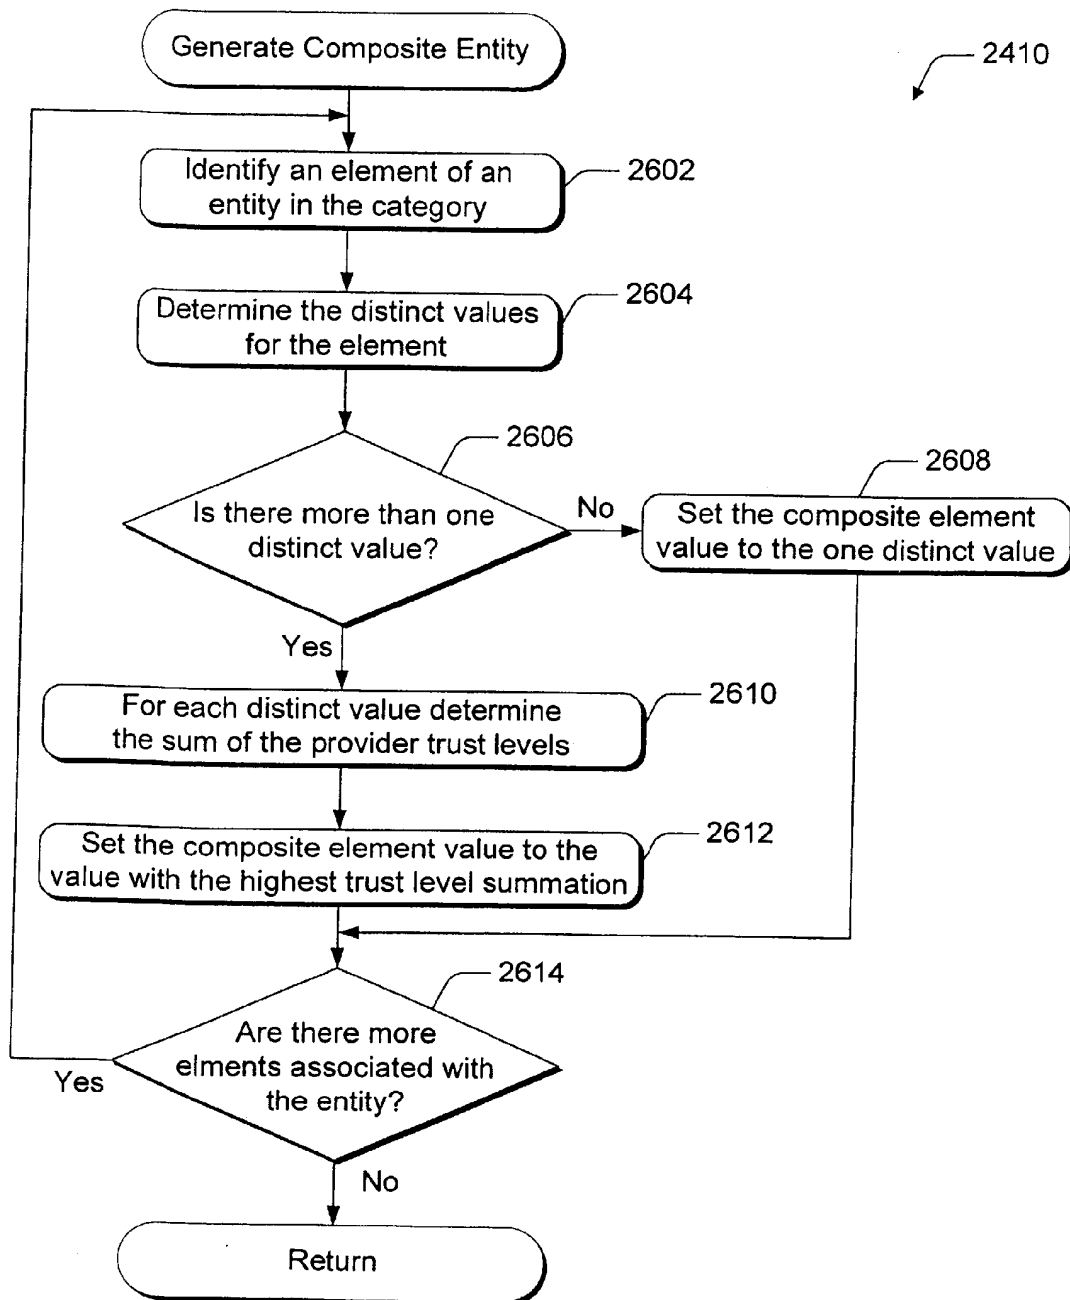 Generate Composite Entity
2410
Identify an element of an
entity in the category
2602
Determine the distinct values
for the element
2604
2606
Is there more than one
distinct value?
No
2608
Set the composite element
value to the one distinct value
Yes
For each distinct value determine
the sum of the provider trust levels
2610
Set the composite element value to the
value with the highest trust level summation
2612
2614
Are there more
elments associated with
the entity?
Yes
No
Return